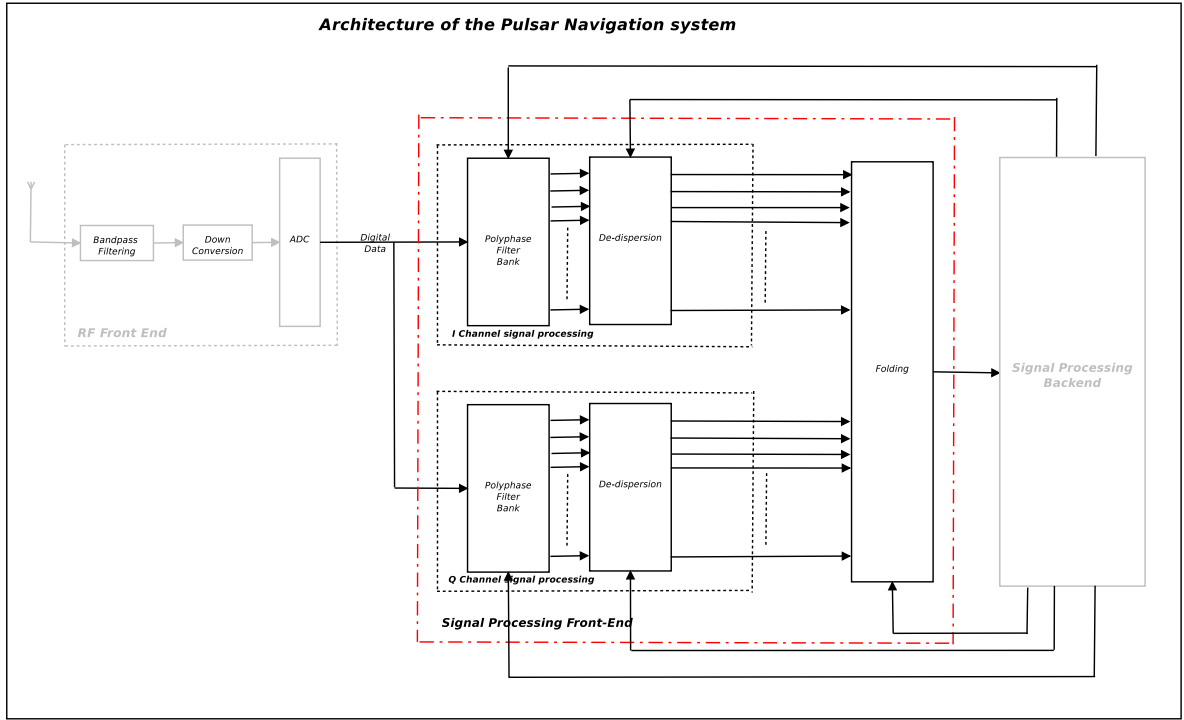 Architecture of the Pulsar Navigation system
Bandpass
Filtering
Down
Conversion
ADC
RF Front End
Digital
Data
Polyphase
Filter
Bank
De-dispersion
I Channel signal processing
Polyphase
Filter
Bank
De-dispersion
Q Channel signal processing
Signal Processing Front-End
Folding
Signal Processing
Backend